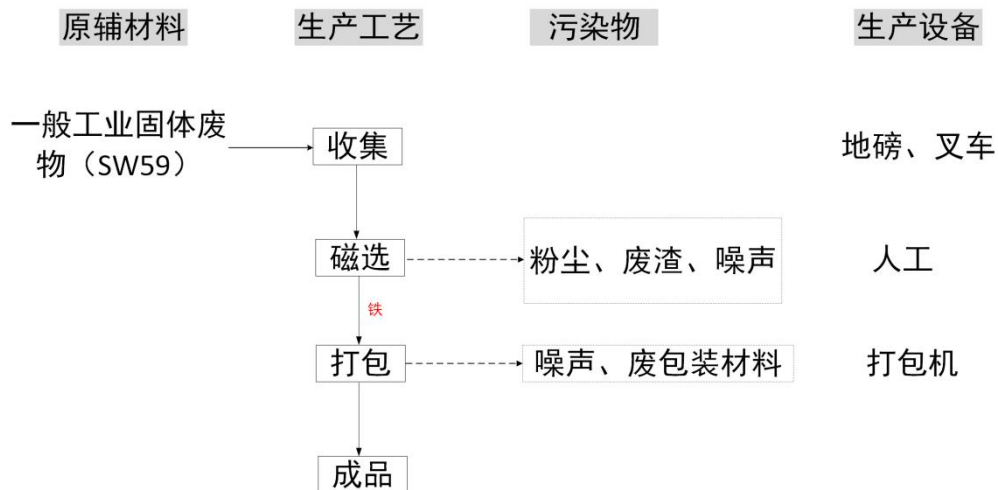 原辅材料
生产工艺
污染物
生产设备
一般工业固体废
物（SW59）
收集
地磅、叉车
磁选
粉尘、废渣、噪声
人工
铁
打包
噪声、废包装材料
打包机
成品